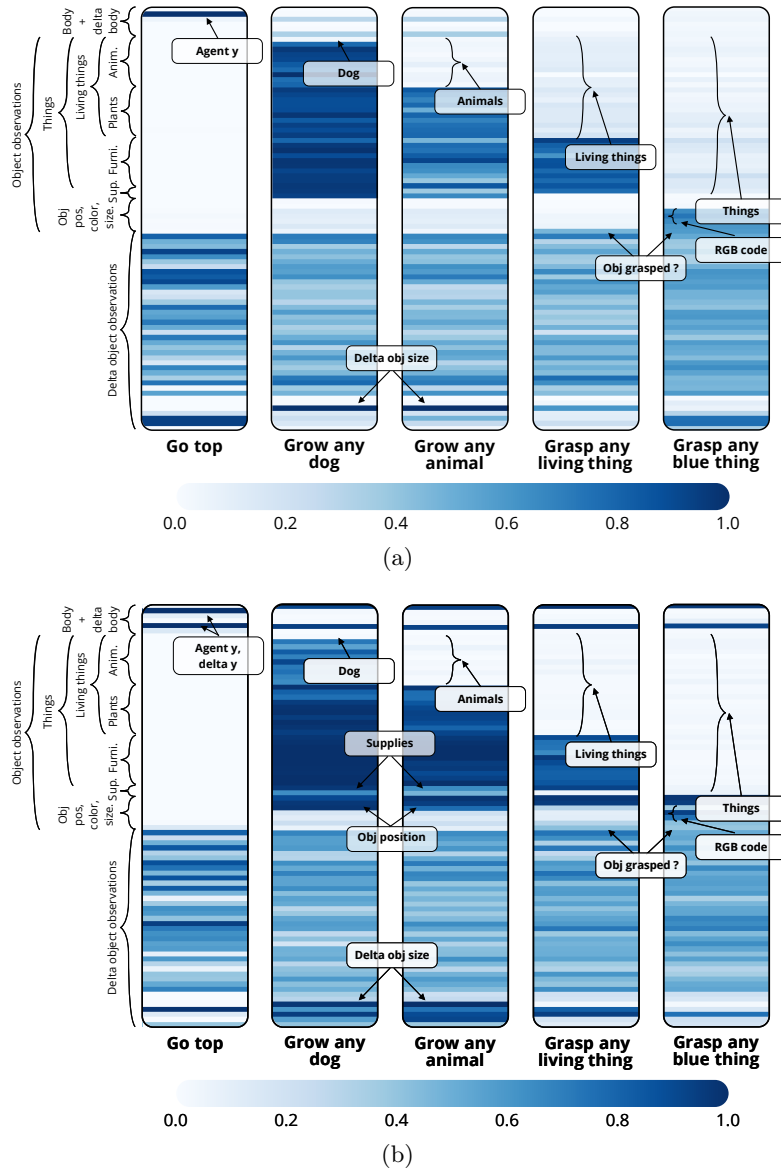 Body
+
delta
body
Object observations
Things
Living things
Anim.
Plants
Furni.
Sup.
Obj
pos,
color,
size,
Delta object observations
Agent y
Dog
Animals
Living things
Things
RGB code
Obj grasped ?
Delta obj size
Go top
Grow any
dog
Grow any
animal
Grasp any
living thing
Grasp any
blue thing
0.0 0.2 0.4 0.6 0.8 1.0
(a)
Body
+
delta
body
Object observations
Things
Living things
Anim.
Plants
Furni.
Sup.
Obj
pos,
color,
size,
Delta object observations
Agent y,
delta y
Dog
Animals
Supplies
Living things
Things
Obj position
RGB code
Obj grasped ?
Delta obj size
Go top
Grow any
dog
Grow any
animal
Grasp any
living thing
Grasp any
blue thing
0.0 0.2 0.4 0.6 0.8 1.0
(b)